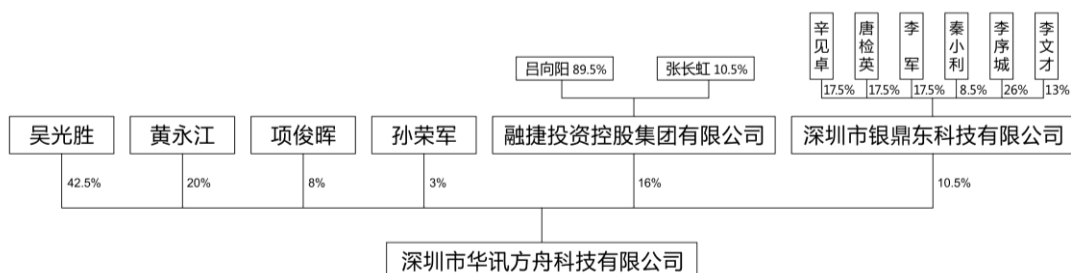 辛见卓
唐检英
李军
秦小利
李序城
李文才
吕向阳 89.5%
张长虹 10.5%
17.5%
17.5%
17.5%
8.5%
26%
13%
吴光胜
黄永江
项俊晖
孙荣军
融捷投资控股集团有限公司
深圳市银鼎东科技有限公司
42.5%
20%
8%
3%
16%
10.5%
深圳市华讯方舟科技有限公司